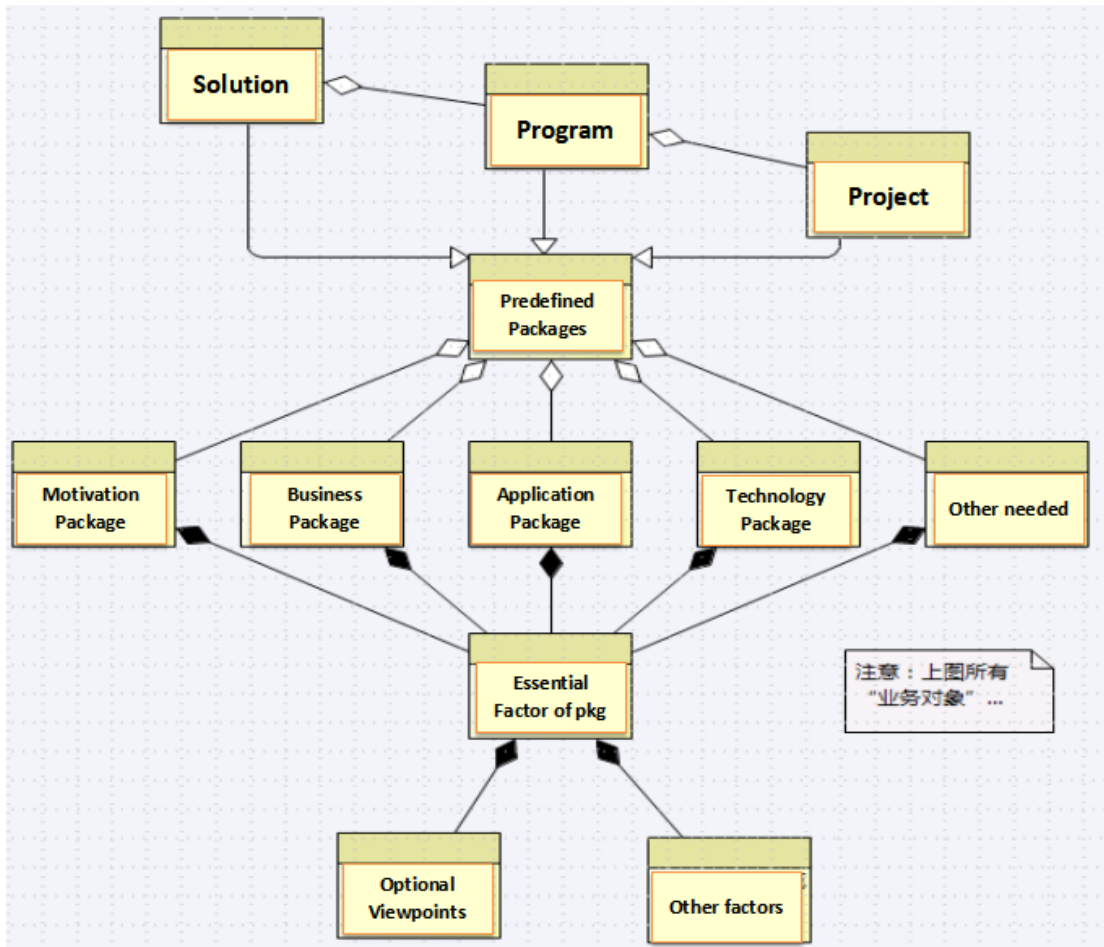 Solution
Program
Project
Predefined
Packages
Motivation
Package
Business
Package
Application
Package
Technology
Package
Other needed
Essential
Factor of pkg
注意：上图所有
“业务对象”...
Optional
Viewpoints
Other factors